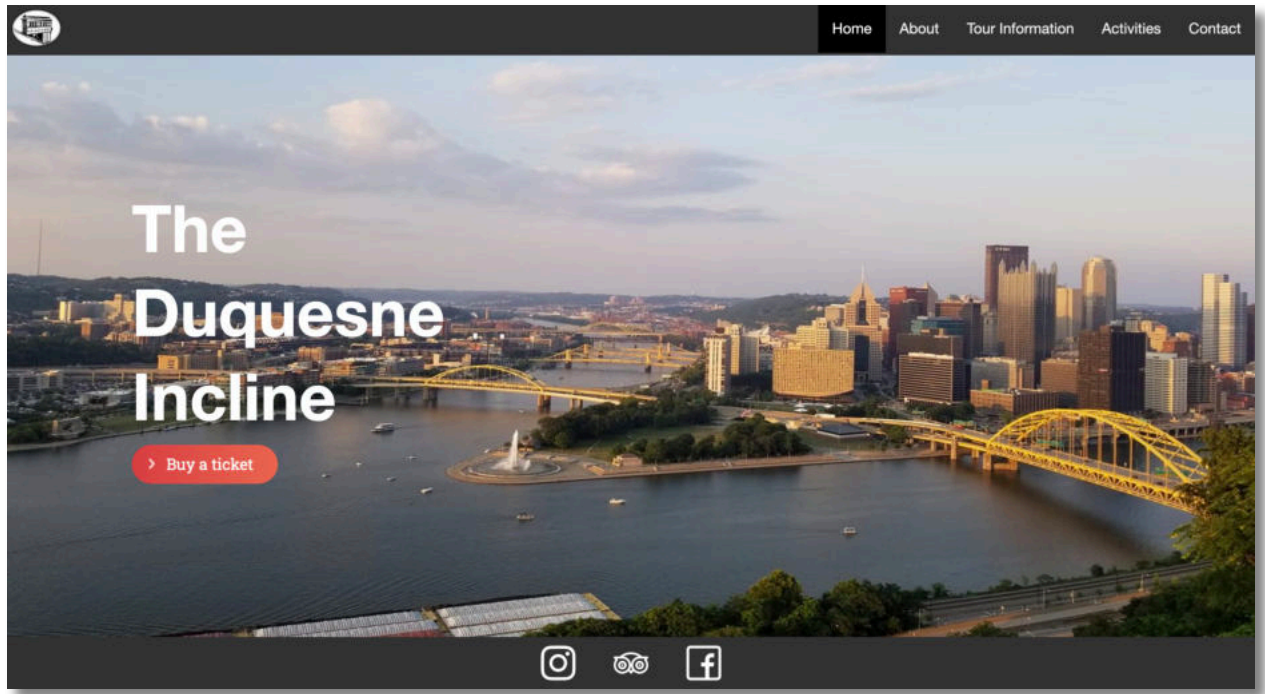 Home About Tour Information Activities Contact
The
Duquesne
Incline
Buy a ticket